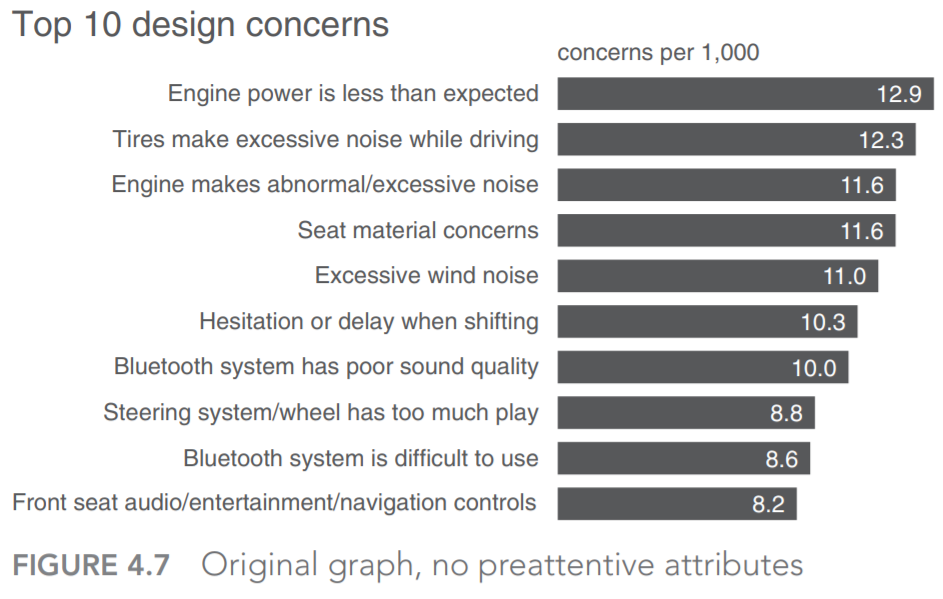 Top 10 design concerns
concerns per 1,000
Engine power is less than expected 12.9
Tires make excessive noise while driving 12.3
Engine makes abnormal/excessive noise 11.6
Seat material concerns 11.6
Excessive wind noise 11.0
Hesitation or delay when shifting 10.3
Bluetooth system has poor sound quality 10.0
Steering system/wheel has too much play 8.8
Bluetooth system is difficult to use 8.6
Front seat audio/entertainment/navigation controls 8.2
FIGURE 4.7 Original graph, no preattentive attributes